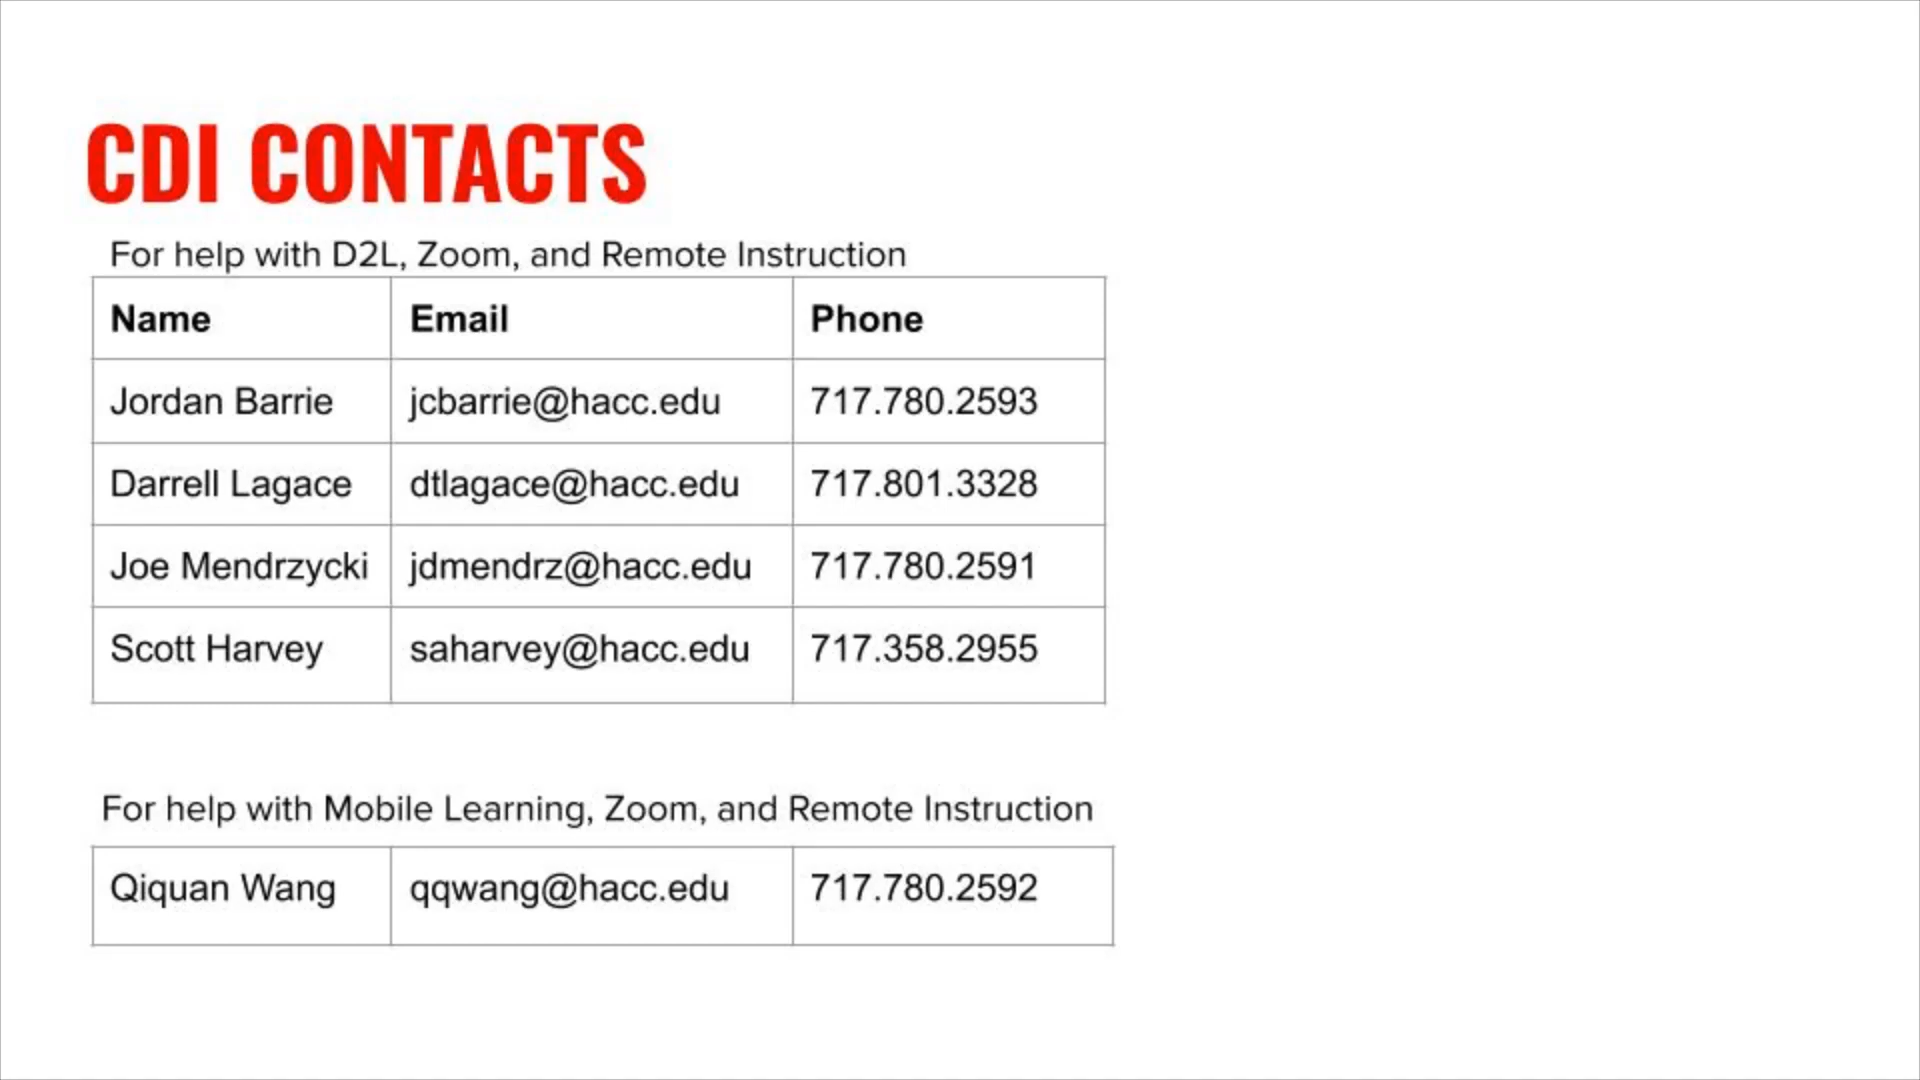 CDI CONTACTS
For help with D2L, Zoom, and Remote Instruction
Name Email Phone
Jordan Barrie jcbarrie@hacc.edu 717.780.2593
Darrell Lagace dtlagace@hacc.edu 717.801.3328
Joe Mendrzycki jdmendrz@hacc.edu 717.780.2591
Scott Harvey saharvey@hacc.edu 717.358.2955
For help with Mobile Learning, Zoom, and Remote Instruction
Qiquan Wang qqwang@hacc.edu 717.780.2592